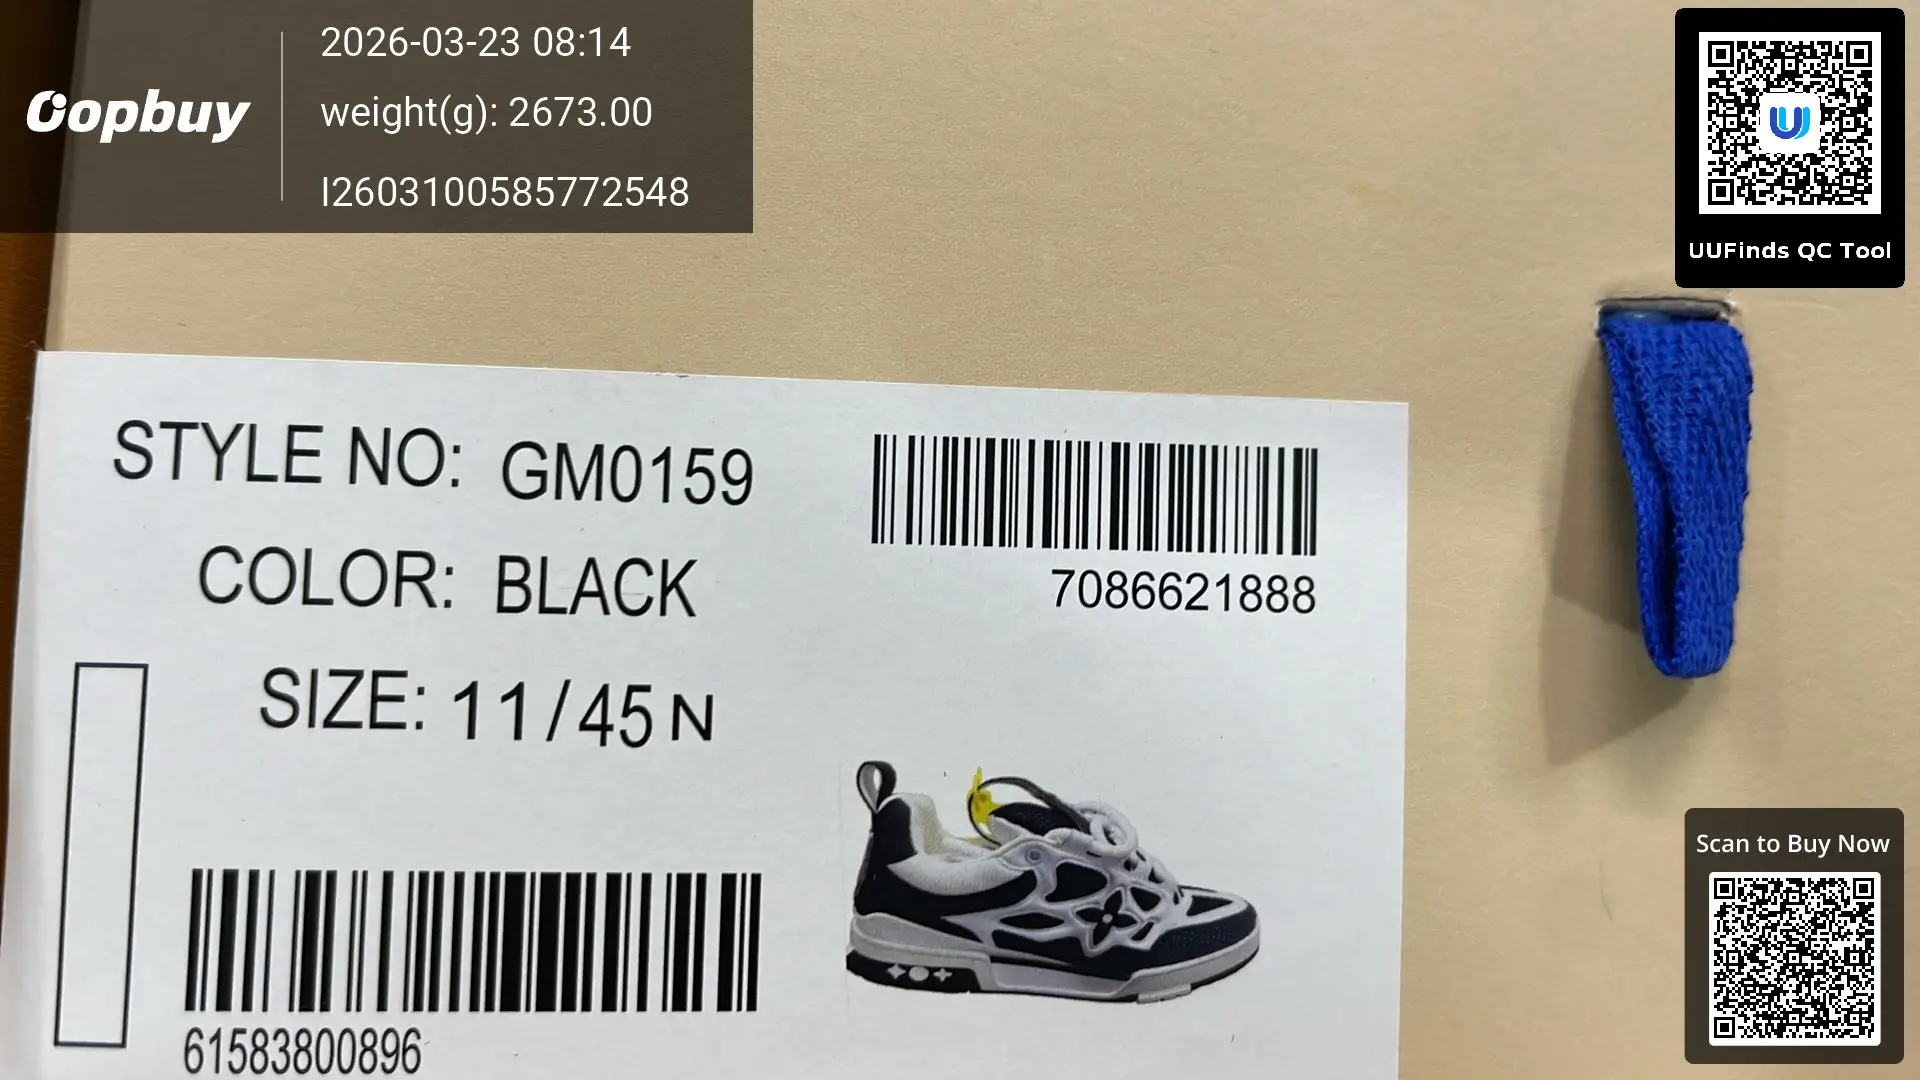 Oopbuy
2026-03-23 08:14
weight(g): 2673.00
I2603100585772548
UUFinds QC Tool
STYLE NO: GM0159
7086621888
COLOR: BLACK
SIZE: 11/45 N
61583800896
Scan to Buy Now